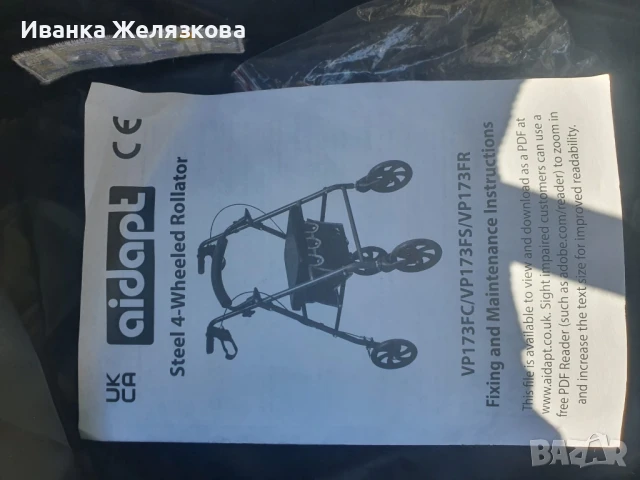 Иванка Желязкова
UK
CA
aidapt
CE
Steel 4-Wheeled Rollator
VP173FC/VP173FS/VP173FR
Fixing and Maintenance Instructions
This file is available to view and download as a PDF at
www.aidapt.co.uk. Sight impaired customers can use a
free PDF Reader (such as adobe.com/reader) to zoom in
and increase the text size for improved readability.
BAZAR